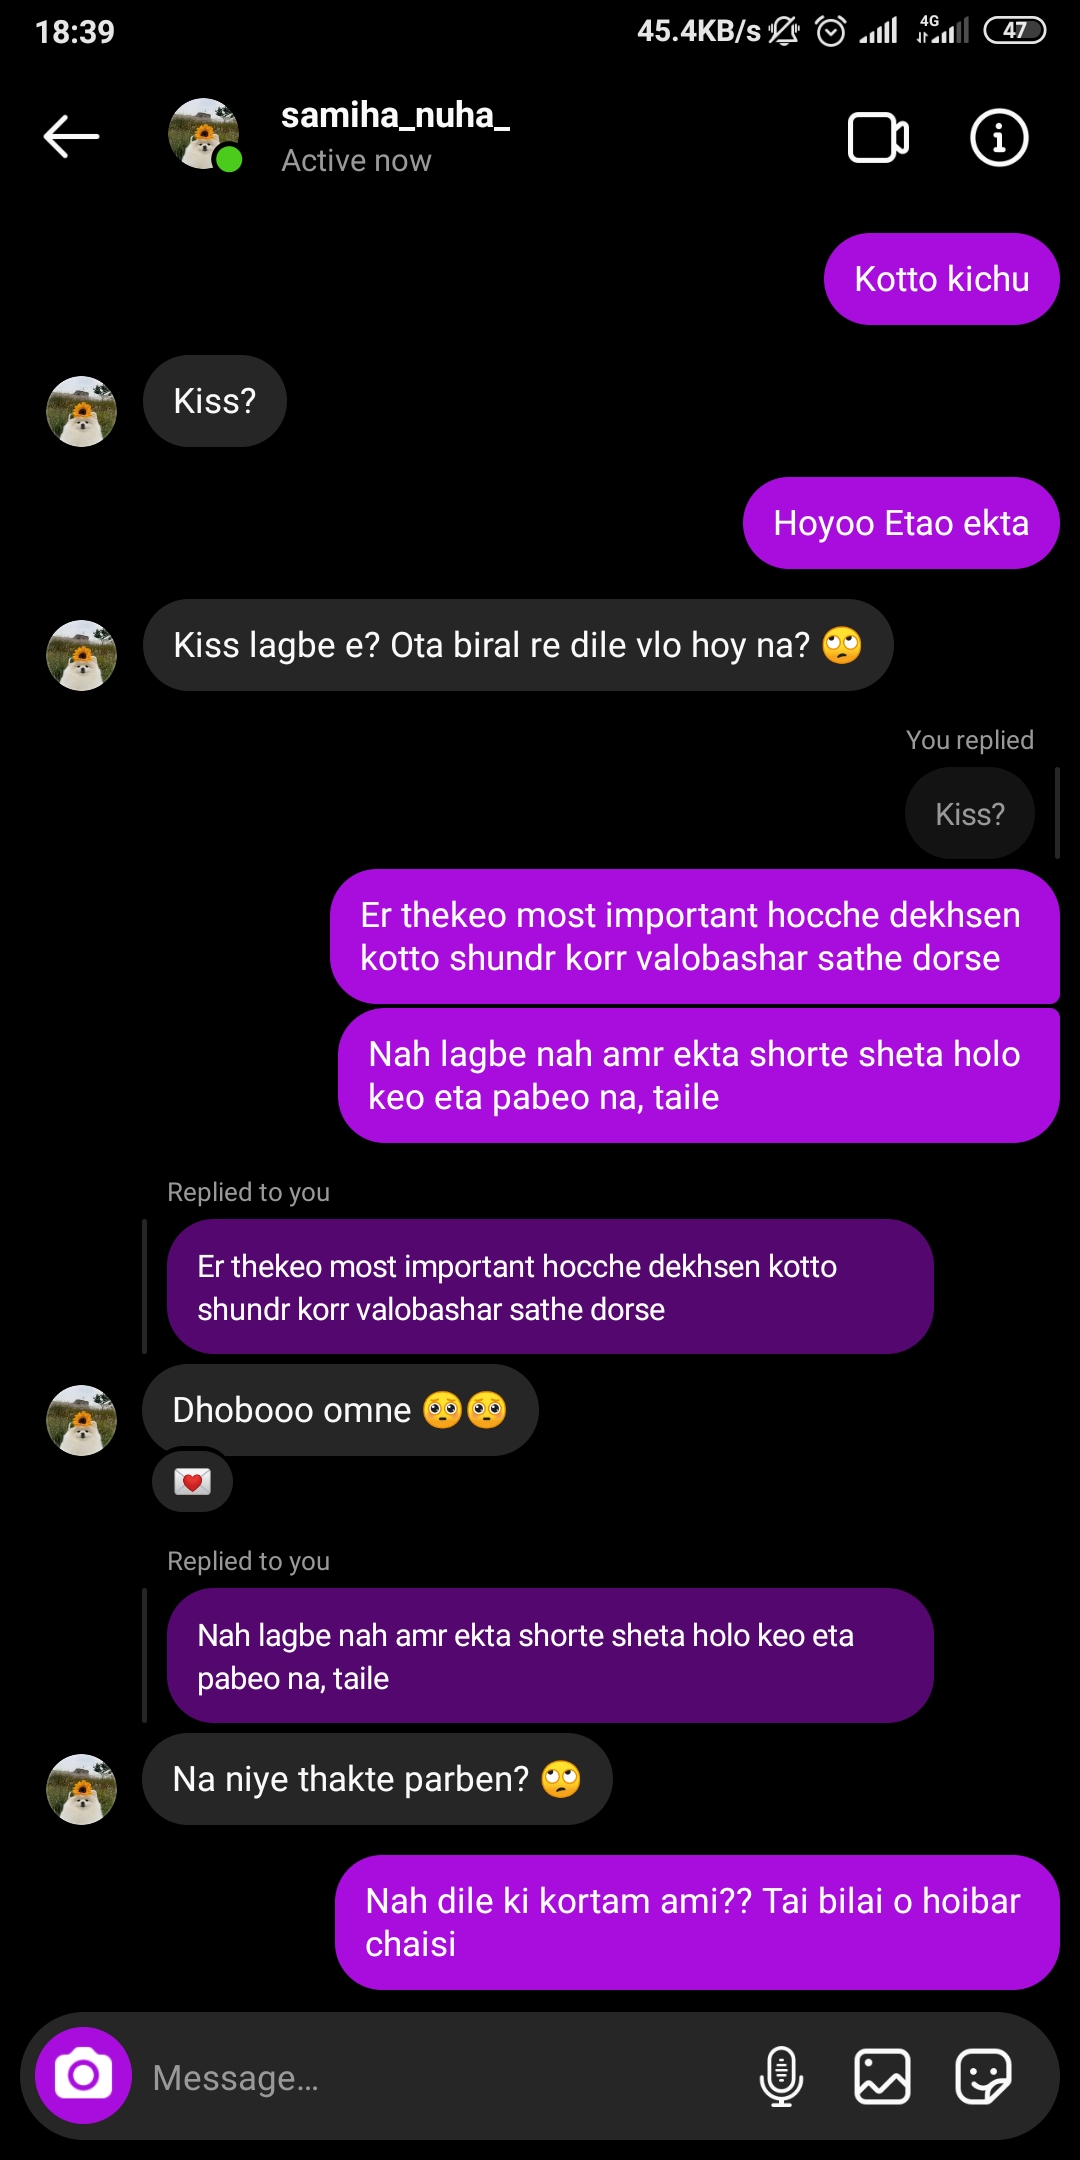 18:39
45.4KB/s 4G 47
samiha_nuha_
Active now
Kotto kichu
Kiss?
Hoyoo Etao ekta
Kiss lagbe e? Ota biral re dile vlo hoy na? 🙄
You replied
Kiss?
Er thekeo most important hocche dekhsen
kotto shundr korr valobashar sathe dorse
Nah lagbe nah amr ekta shorte sheta holo
keo eta pabeo na, taile
Replied to you
Er thekeo most important hocche dekhsen kotto
shundr korr valobashar sathe dorse
Dhobooo omne 🥺🥺
💌
Replied to you
Nah lagbe nah amr ekta shorte sheta holo keo eta
pabeo na, taile
Na niye thakte parben? 🙄
Nah dile ki kortam ami?? Tai bilai o hoibar
chaisi
Message...